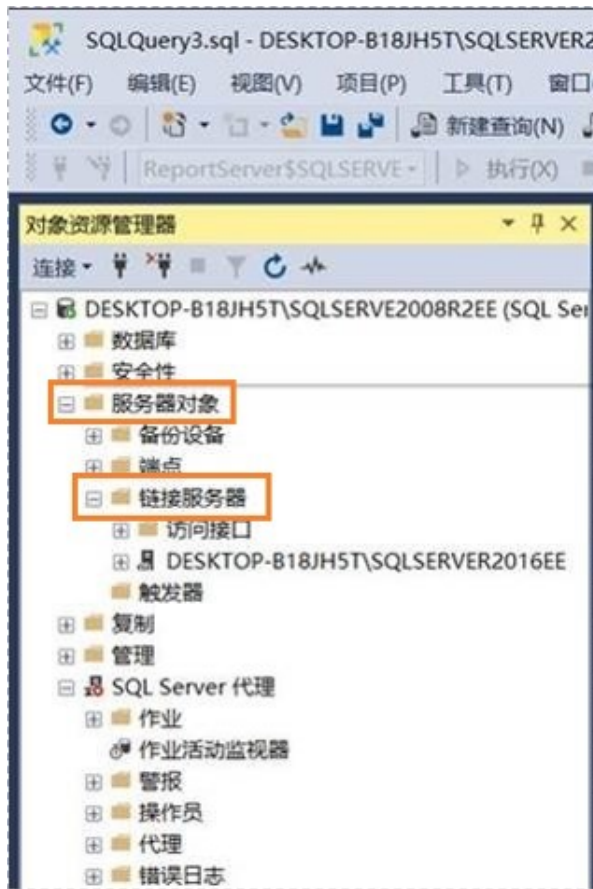 SQLQuery3.sql - DESKTOP-B18JH5T\SQLSERVER2
文件(F) 编辑(E) 视图(V) 项目(P) 工具(T) 窗口
新建查询(N)
ReportServer$SQLSERVE 执行(X)
对象资源管理器
连接
DESKTOP-B18JH5T\SQLSERVE2008R2EE (SQL Ser
数据库
安全性
服务器对象
备份设备
端点
链接服务器
访问接口
DESKTOP-B18JH5T\SQLSERVER2016EE
触发器
复制
管理
SQL Server 代理
作业
作业活动监视器
警报
操作员
代理
错误日志